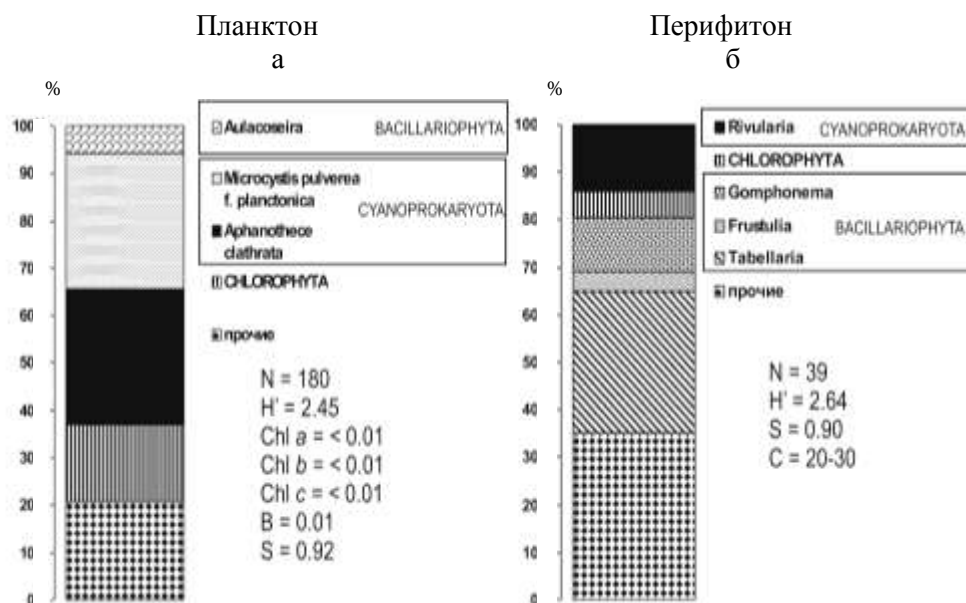 Планктон
а
%
100
90
80
70
60
50
40
30
20
10
0
Aulacoseira BACILLARIOPHYTA
Microcystis pulverea
f. planctonica
CYANOPROKARYOTA
Aphanothece
clathrata
CHLOROPHYTA
прочие
N = 180
H' = 2.45
Chl a = < 0.01
Chl b = < 0.01
Chl c = < 0.01
B = 0.01
S = 0.92
Перифитон
б
%
100
90
80
70
60
50
40
30
20
10
0
Rivularia CYANOPROKARYOTA
CHLOROPHYTA
Gomphonema
Frustulia BACILLARIOPHYTA
Tabellaria
прочие
N = 39
H' = 2.64
S = 0.90
C = 20-30